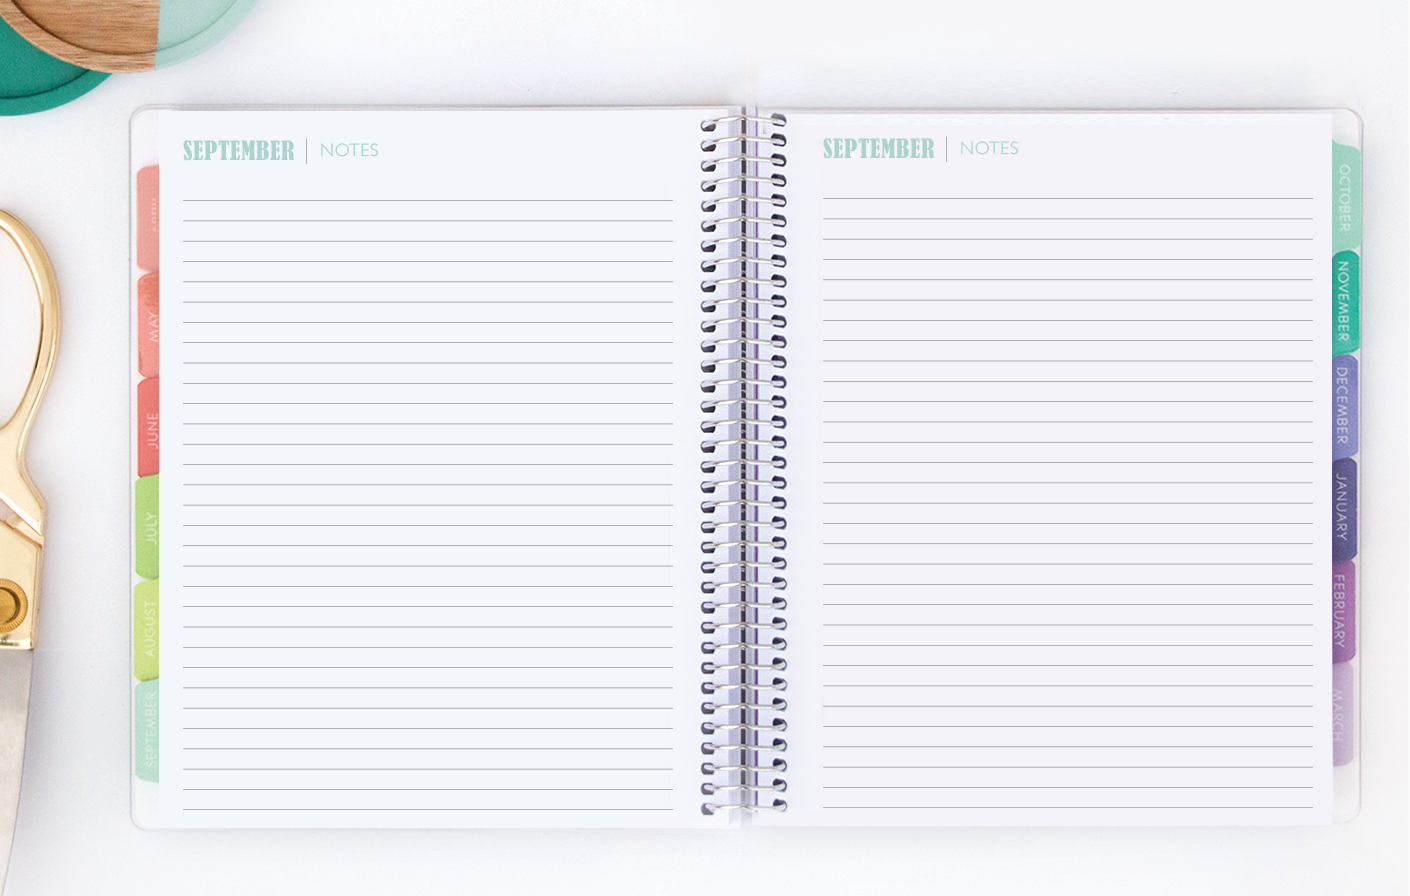 SEPTEMBER | NOTES
SEPTEMBER | NOTES
MAY
JUNE
JULY
AUGUST
SEPTEMBER
OCTOBER
NOVEMBER
DECEMBER
JANUARY
FEBRUARY
MARCH